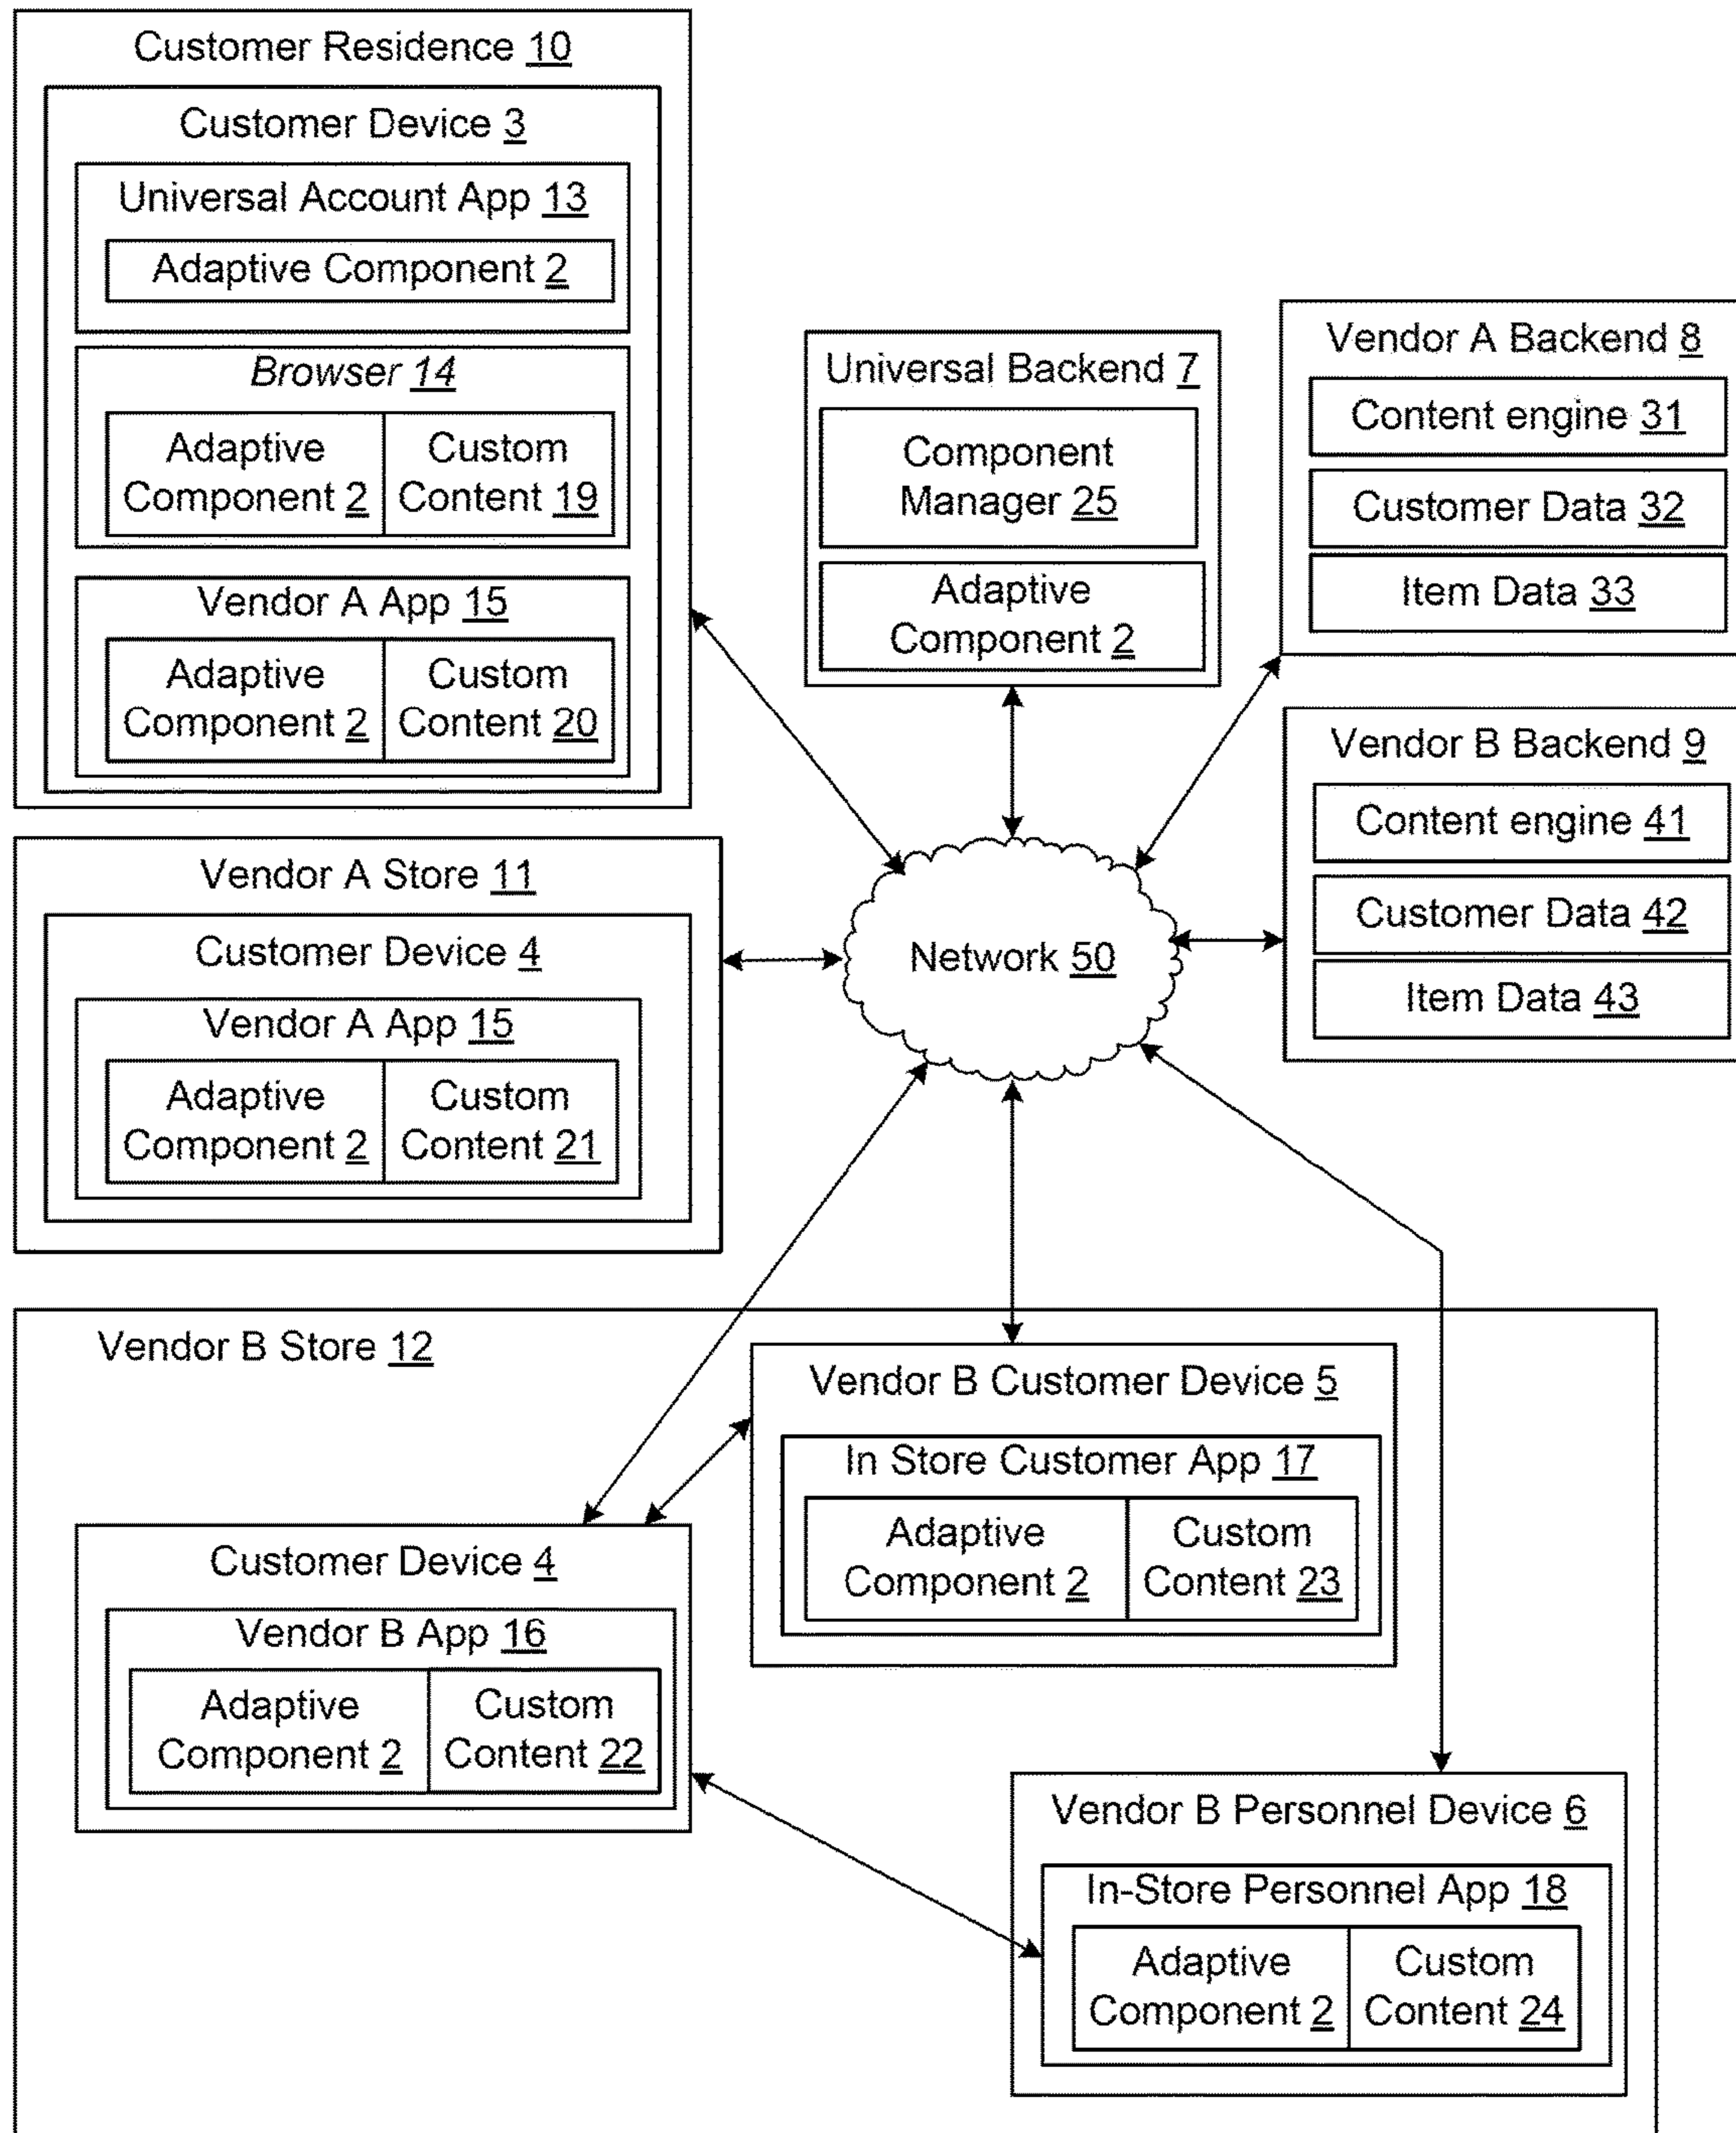 Customer Residence 10
Customer Device 3
Universal Account App 13
Adaptive Component 2
Browser 14
Adaptive
Component 2
Custom
Content 19
Vendor A App 15
Adaptive
Component 2
Custom
Content 20
Universal Backend 7
Component
Manager 25
Adaptive
Component 2
Vendor A Backend 8
Content engine 31
Customer Data 32
Item Data 33
Vendor B Backend 9
Content engine 41
Customer Data 42
Item Data 43
Vendor A Store 11
Customer Device 4
Vendor A App 15
Adaptive
Component 2
Custom
Content 21
Network 50
Vendor B Store 12
Vendor B Customer Device 5
In Store Customer App 17
Adaptive
Component 2
Custom
Content 23
Customer Device 4
Vendor B App 16
Adaptive
Component 2
Custom
Content 22
Vendor B Personnel Device 6
In-Store Personnel App 18
Adaptive
Component 2
Custom
Content 24